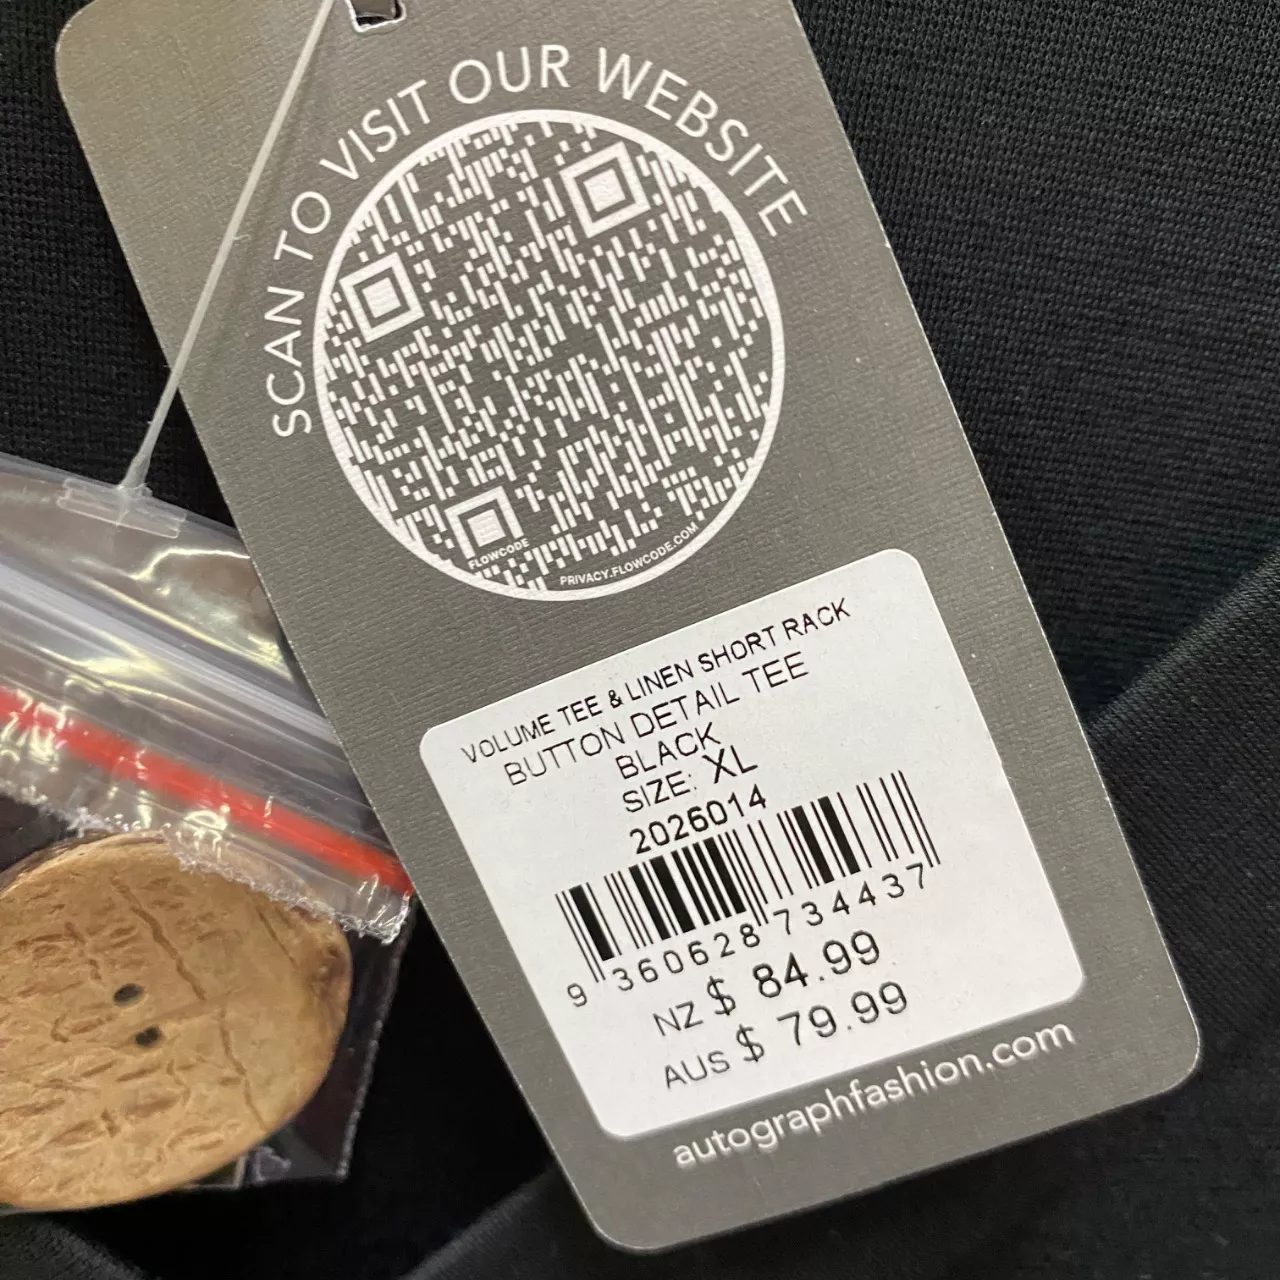 SCAN TO VISIT OUR WEBSITE
FLOWCODE
PRIVACY.FLOWCODE.COM
VOLUME TEE & LINEN SHORT RACK
BUTTON DETAIL TEE
BLACK
SIZE: XL
2026014
9 360628 734437
NZ $ 84.99
AUS $ 79.99
autographfashion.com